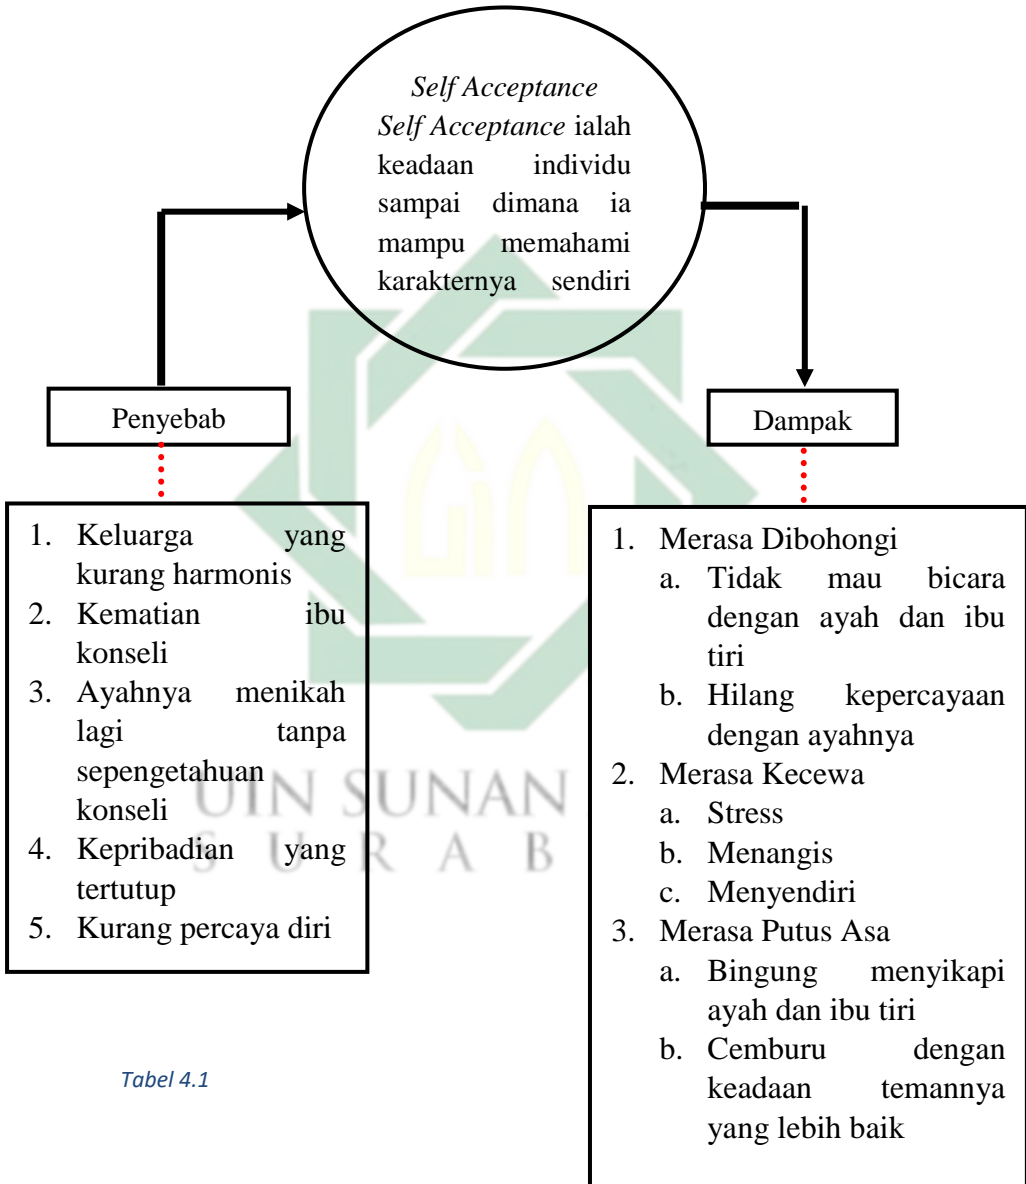 Self Acceptance
Self Acceptance ialah
keadaan individu
sampai dimana ia
mampu memahami
karakternya sendiri
Penyebab
Dampak
1. Keluarga yang
kurang harmonis
2. Kematian ibu
konseli
3. Ayahnya menikah
lagi tanpa
sepengetahuan
konseli
4. Kepribadian yang
tertutup
5. Kurang percaya diri
1. Merasa Dibohongi
a. Tidak mau bicara
dengan ayah dan ibu
tiri
b. Hilang kepercayaan
dengan ayahnya
2. Merasa Kecewa
a. Stress
b. Menangis
c. Menyendiri
3. Merasa Putus Asa
a. Bingung menyikapi
ayah dan ibu tiri
b. Cemburu dengan
keadaan temannya
yang lebih baik
UIN SUNAN
S U R A B
Tabel 4.1